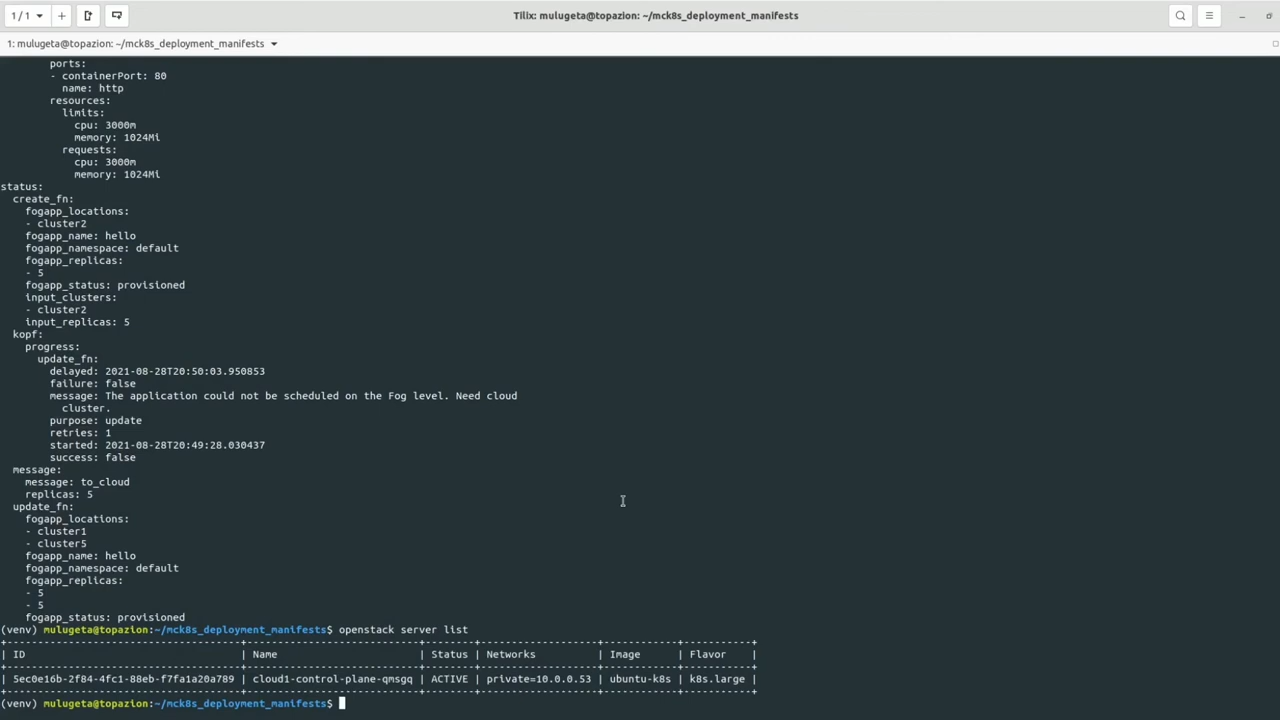 1 / 1
Tilix: mulugeta@topazion: ~/mck8s_deployment_manifests
1: mulugeta@topazion: ~/mck8s_deployment_manifests
        ports:
        - containerPort: 80
          name: http
        resources:
          limits:
            cpu: 3000m
            memory: 1024Mi
          requests:
            cpu: 3000m
            memory: 1024Mi
status:
  create_fn:
    fogapp_locations:
    - cluster2
    fogapp_name: hello
    fogapp_namespace: default
    fogapp_replicas:
    - 5
    fogapp_status: provisioned
    input_clusters:
    - cluster2
    input_replicas: 5
  kopf:
    progress:
      update_fn:
        delayed: 2021-08-28T20:50:03.950853
        failure: false
        message: The application could not be scheduled on the Fog level. Need cloud
          cluster.
        purpose: update
        retries: 1
        started: 2021-08-28T20:49:28.030437
        success: false
  message:
    message: to_cloud
    replicas: 5
  update_fn:
    fogapp_locations:
    - cluster1
    - cluster5
    fogapp_name: hello
    fogapp_namespace: default
    fogapp_replicas:
    - 5
    - 5
    fogapp_status: provisioned
(venv) mulugeta@topazion:~/mck8s_deployment_manifests$ openstack server list
+--------------------------------------+---------------------------+--------+-------------------+------------+-----------+
| ID                                   | Name                      | Status | Networks          | Image      | Flavor    |
+--------------------------------------+---------------------------+--------+-------------------+------------+-----------+
| 5ec0e16b-2f84-4fc1-88eb-f7fa1a20a789 | cloud1-control-plane-qmsgq | ACTIVE | private=10.0.0.53 | ubuntu-k8s | k8s.large |
+--------------------------------------+---------------------------+--------+-------------------+------------+-----------+
(venv) mulugeta@topazion:~/mck8s_deployment_manifests$